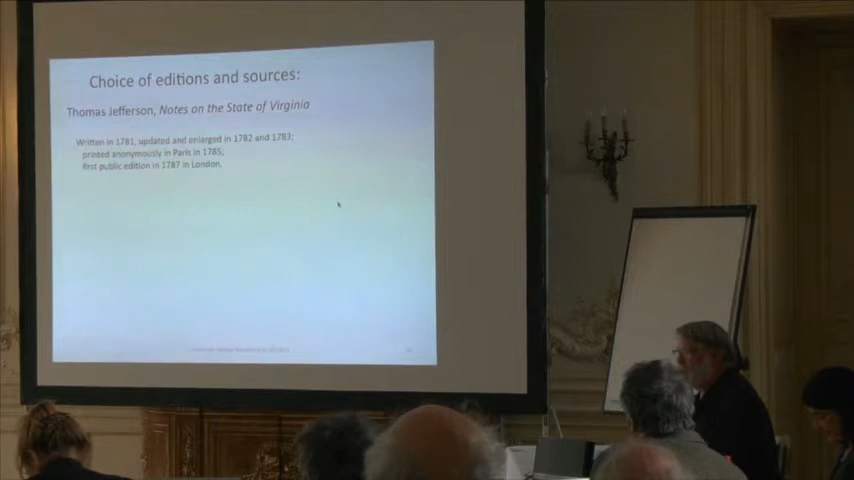 Choice of editions and sources:
Thomas Jefferson, Notes on the State of Virginia
Written in 1781, updated and enlarged in 1782 and 1783;
printed anonymously in Paris in 1785;
first public edition in 1787 in London.